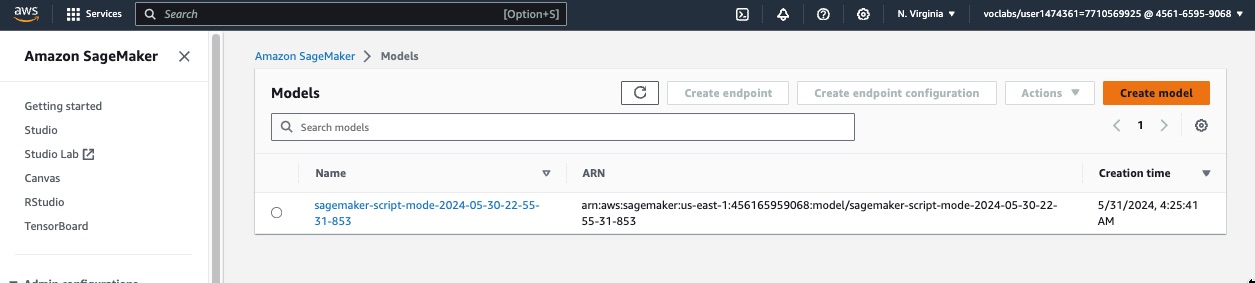 aws Services Search [Option+S] N. Virginia voclabs/user1474361=7710569925 @ 4561-6595-9068
Amazon SageMaker
Getting started
Studio
Studio Lab
Canvas
RStudio
TensorBoard
Amazon SageMaker > Models
Models
Create endpoint Create endpoint configuration Actions Create model
Search models
1
Name ARN Creation time
sagemaker-script-mode-2024-05-30-22-55- arn:aws:sagemaker:us-east-1:456165959068:model/sagemaker-script-mode-2024-05-30-22- 5/31/2024, 4:25:41
31-853 55-31-853 AM